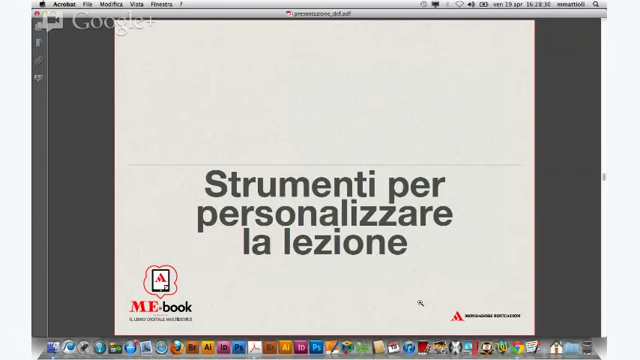 Acrobat File Modifica Vista Finestra ven 19 apr 16:28:30 mmattioli
presentazione_def.pdf
Google+
Strumenti per
personalizzare
la lezione
ME-book
IL LIBRO DIGITALE MULTIDEVICE
MONDADORI EDUCATION